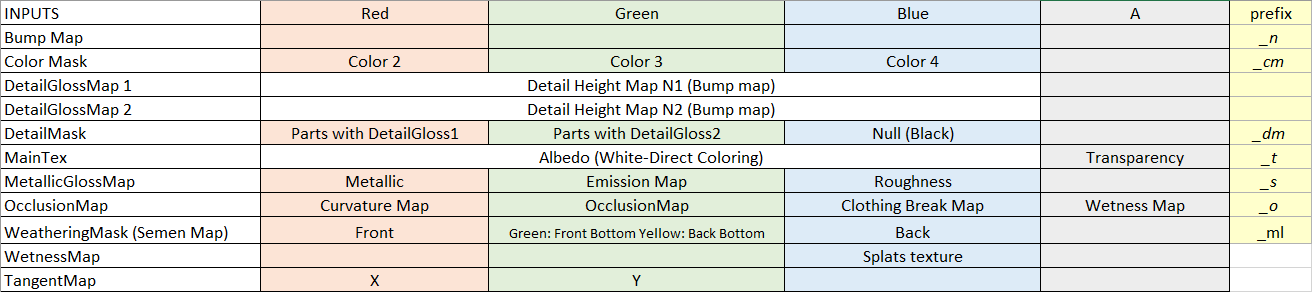 INPUTS Red Green Blue A prefix
Bump Map _n
Color Mask Color 2 Color 3 Color 4 _cm
DetailGlossMap 1 Detail Height Map N1 (Bump map)
DetailGlossMap 2 Detail Height Map N2 (Bump map)
DetailMask Parts with DetailGloss1 Parts with DetailGloss2 Null (Black) _dm
MainTex Albedo (White-Direct Coloring) Transparency _t
MetallicGlossMap Metallic Emission Map Roughness _s
OcclusionMap Curvature Map OcclusionMap Clothing Break Map Wetness Map _o
WeatheringMask (Semen Map) Front Green: Front Bottom Yellow: Back Bottom Back _ml
WetnessMap Splats texture
TangentMap X Y